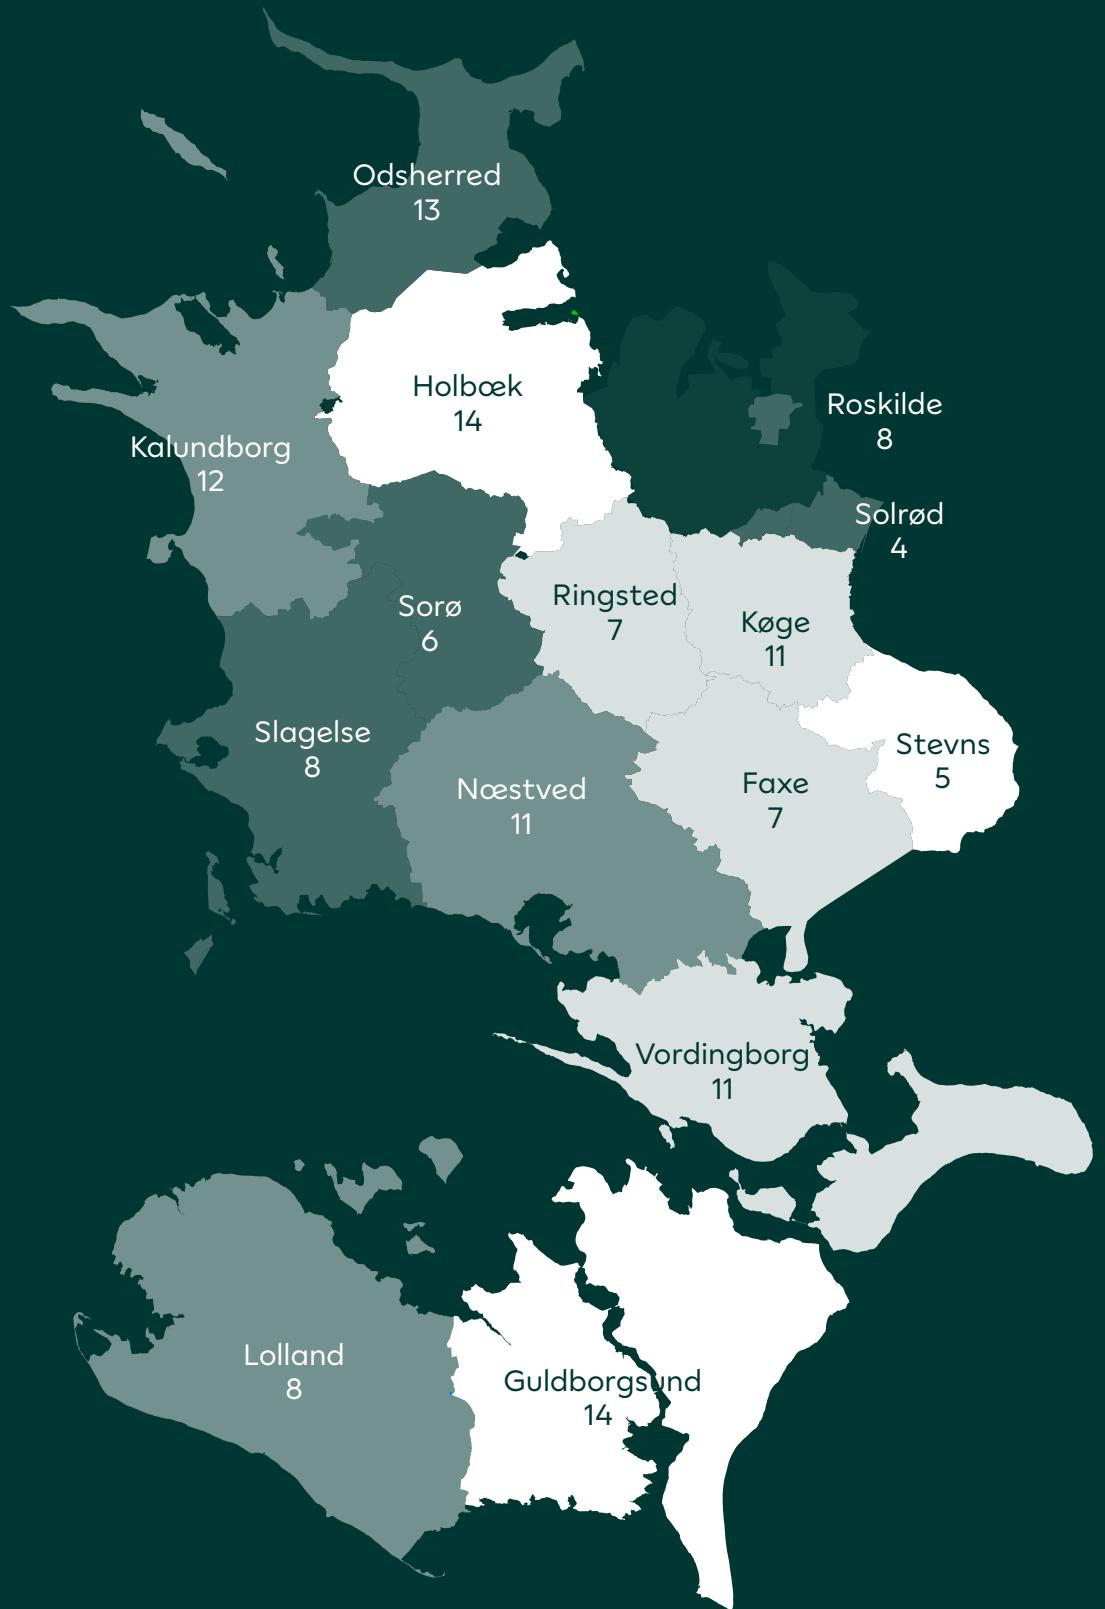 Odsherred
13
Holbæk
14
Roskilde
8
Kalundborg
12
Solrød
4
Ringsted
7
Sorø
6
Køge
11
Slagelse
8
Stevns
5
Næstved
11
Faxe
7
Vordingborg
11
Lolland
8
Guldborgsund
14